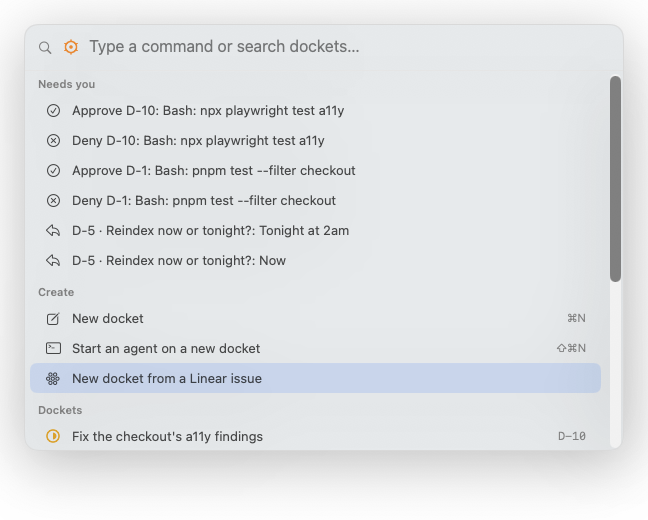 Type a command or search dockets...
Needs you
Approve D-10: Bash: npx playwright test a11y
Deny D-10: Bash: npx playwright test a11y
Approve D-1: Bash: pnpm test --filter checkout
Deny D-1: Bash: pnpm test --filter checkout
D-5 · Reindex now or tonight?: Tonight at 2am
D-5 · Reindex now or tonight?: Now
Create
New docket ⌘N
Start an agent on a new docket ⇧⌘N
New docket from a Linear issue
Dockets
Fix the checkout's a11y findings D-10